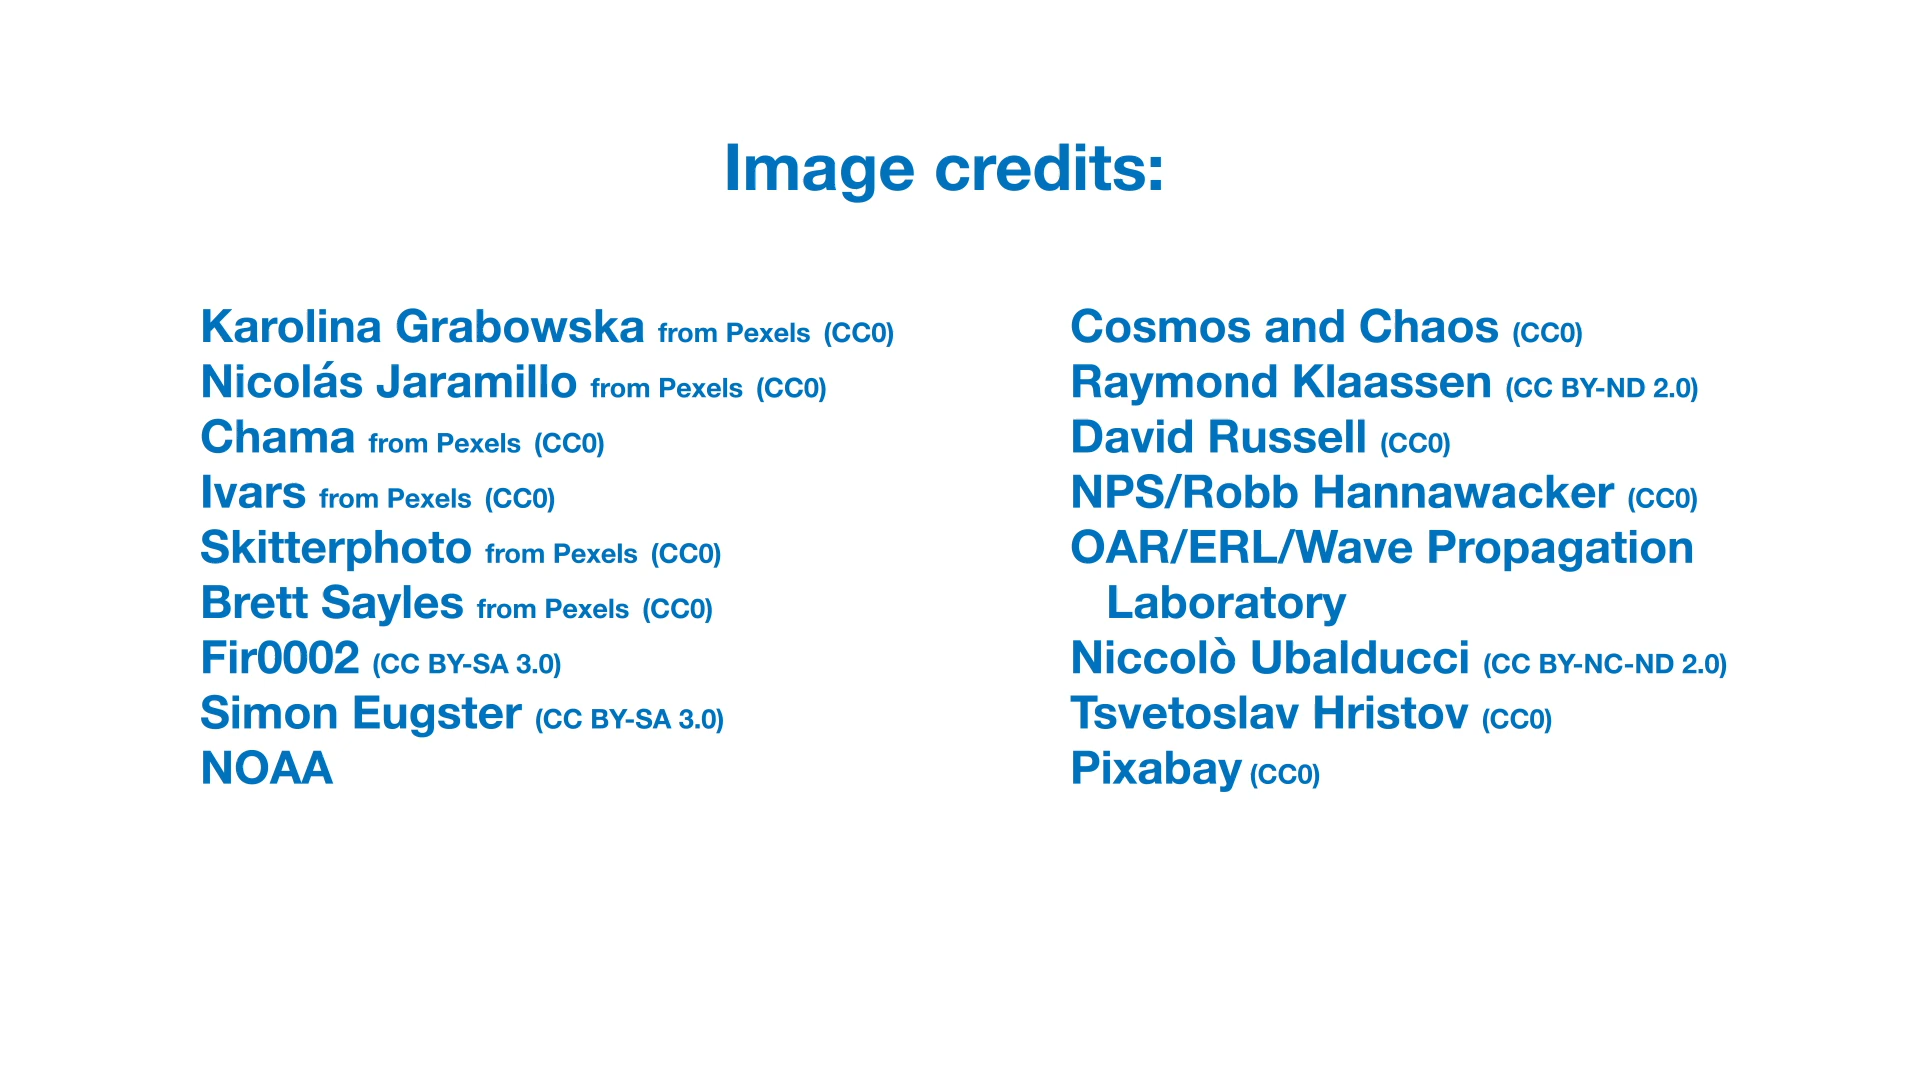 Image credits:
Karolina Grabowska from Pexels (CC0)
Nicolás Jaramillo from Pexels (CC0)
Chama from Pexels (CC0)
Ivars from Pexels (CC0)
Skitterphoto from Pexels (CC0)
Brett Sayles from Pexels (CC0)
Fir0002 (CC BY-SA 3.0)
Simon Eugster (CC BY-SA 3.0)
NOAA
Cosmos and Chaos (CC0)
Raymond Klaassen (CC BY-ND 2.0)
David Russell (CC0)
NPS/Robb Hannawacker (CC0)
OAR/ERL/Wave Propagation
Laboratory
Niccolò Ubalducci (CC BY-NC-ND 2.0)
Tsvetoslav Hristov (CC0)
Pixabay (CC0)